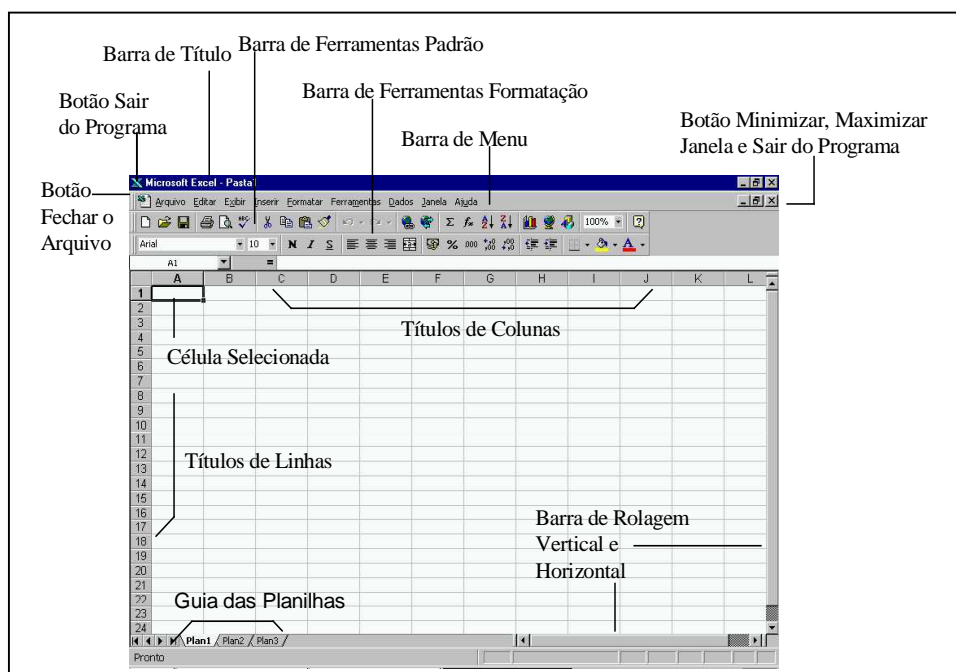 Barra de Ferramentas Padrão
Barra de Título
Botão Sair
do Programa
Barra de Ferramentas Formatação
Barra de Menu
Botão Minimizar, Maximizar
Janela e Sair do Programa
Botão
Fechar o
Arquivo
Microsoft Excel - Pasta1
Arquivo Editar Exibir Inserir Formatar Ferramentas Dados Janela Ajuda
100%
Arial 10 N I S % 000
A1 =
A B C D E F G H I J K L
1
2
3
Títulos de Colunas
4
5
Célula Selecionada
6
7
8
9
10
11
12
Títulos de Linhas
13
14
15
16
Barra de Rolagem
17
18
Vertical e
19
20
Horizontal
21
22
Guia das Planilhas
23
24
Plan1 Plan2 Plan3
Pronto